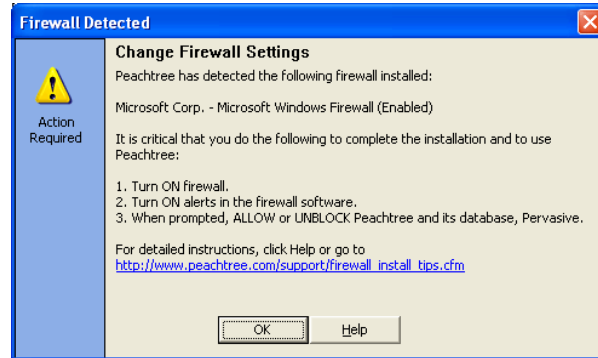 Firewall Detected
Change Firewall Settings
Peachtree has detected the following firewall installed:
Microsoft Corp. - Microsoft Windows Firewall (Enabled)
Action
Required
It is critical that you do the following to complete the installation and to use
Peachtree:
1. Turn ON firewall.
2. Turn ON alerts in the firewall software.
3. When prompted, ALLOW or UNBLOCK Peachtree and its database, Pervasive.
For detailed instructions, click Help or go to
http://www.peachtree.com/support/firewall_install_tips.cfm
OK
Help